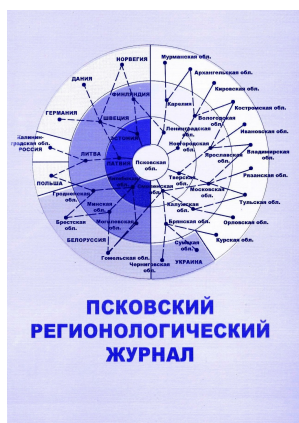 НОРВЕГИЯ
Мурманская обл.
ДАНИЯ
Архангельская обл.
ФИНЛЯНДИЯ
Кировская обл.
Карелия
Костромская обл.
ГЕРМАНИЯ
ШВЕЦИЯ
Вологодская обл.
Ленинградская обл.
Ивановская обл.
ЭСТОНИЯ
Новгородская обл.
Калинин-
градская обл.
РОССИЯ
ЛИТВА
Ярославская обл.
Владимирская обл.
ЛАТВИЯ
Псковская обл.
Рязанская обл.
ПОЛЬША
Тверская обл.
Гродненская обл.
Московская обл.
Минская обл.
Калужская обл.
Тульская обл.
Брестская обл.
Могилевская обл.
Брянская обл.
Орловская обл.
БЕЛОРУССИЯ
Сумская обл.
Курская обл.
Гомельская обл.
Черниговская обл.
УКРАИНА
ПСКОВСКИЙ
РЕГИОНОЛОГИЧЕСКИЙ
ЖУРНАЛ